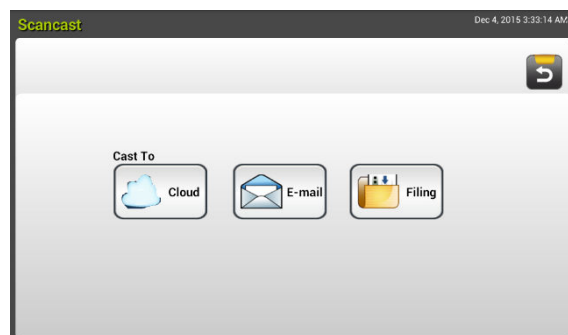 Scancast
Dec 4, 2015 3:33:14 AM
Cast To
Cloud
E-mail
Filing